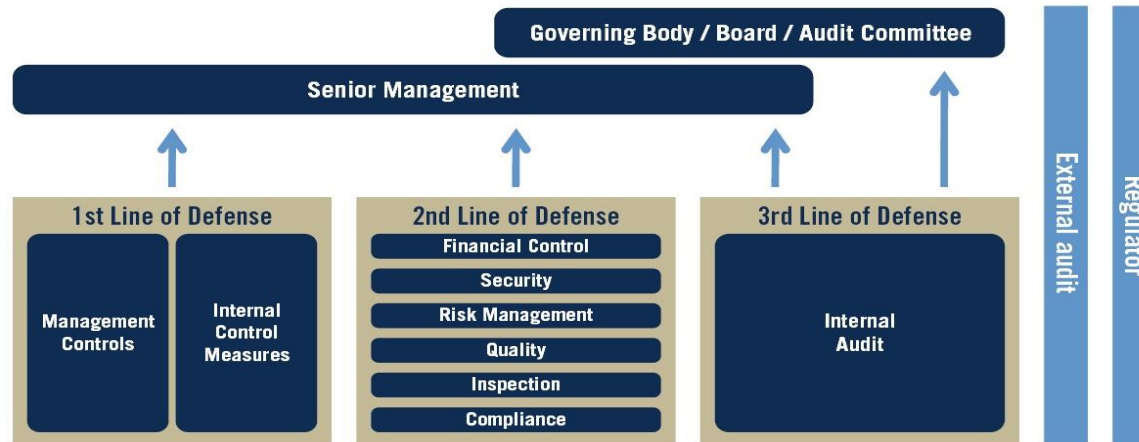 Governing Body / Board / Audit Committee
Senior Management
1st Line of Defense
Management
Controls
Internal
Control
Measures
2nd Line of Defense
Financial Control
Security
Risk Management
Quality
Inspection
Compliance
3rd Line of Defense
Internal
Audit
External audit
Regulator